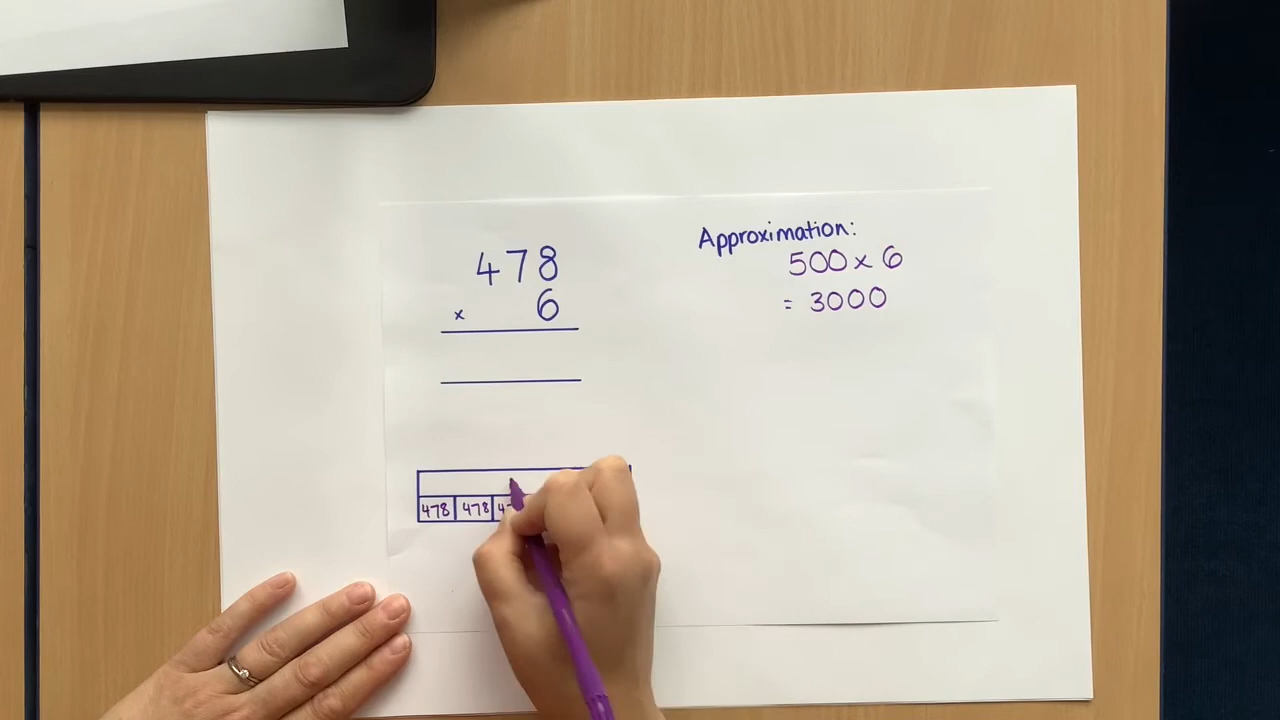 478
× 6
Approximation:
500 × 6
= 3000
478 478